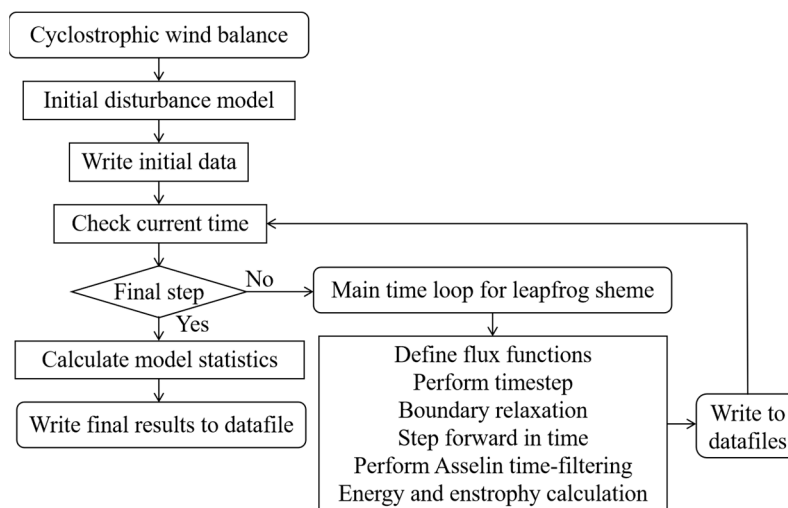 Cyclostrophic wind balance
Initial disturbance model
Write initial data
Check current time
Final step
No
Yes
Main time loop for leapfrog sheme
Calculate model statistics
Write final results to datafile
Define flux functions
Perform timestep
Boundary relaxation
Step forward in time
Perform Asselin time-filtering
Energy and enstrophy calculation
Write to
datafiles